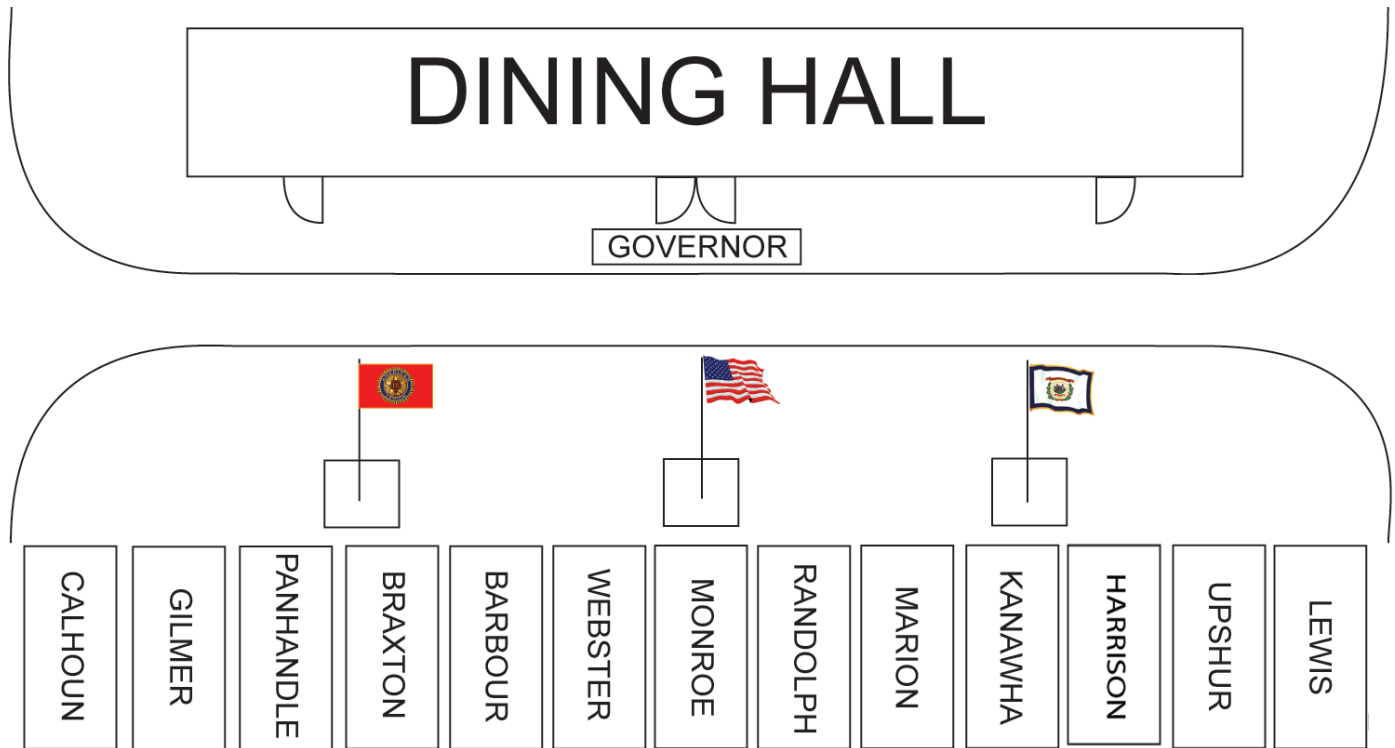 DINING HALL
GOVERNOR
CALHOUN
GILMER
PANHANDLE
BRAXTON
BARBOUR
WEBSTER
MONROE
RANDOLPH
MARION
KANAWHA
HARRISON
UPSHUR
LEWIS